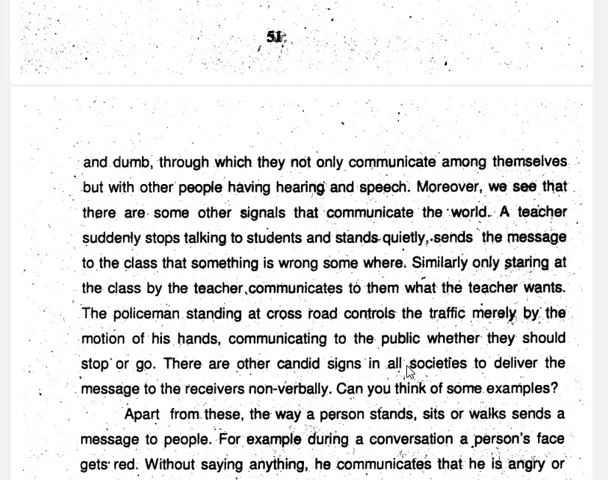 51
and dumb, through which they not only communicate among themselves
but with other people having hearing and speech. Moreover, we see that
there are some other signals that communicate the world. A teacher
suddenly stops talking to students and stands quietly, sends the message
to the class that something is wrong some where. Similarly only staring at
the class by the teacher communicates to them what the teacher wants.
The policeman standing at cross road controls the traffic merely by the
motion of his hands, communicating to the public whether they should
stop or go. There are other candid signs in all societies to deliver the
message to the receivers non-verbally. Can you think of some examples?
Apart from these, the way a person stands, sits or walks sends a
message to people. For example during a conversation a person's face
gets red. Without saying anything, he communicates that he is angry or